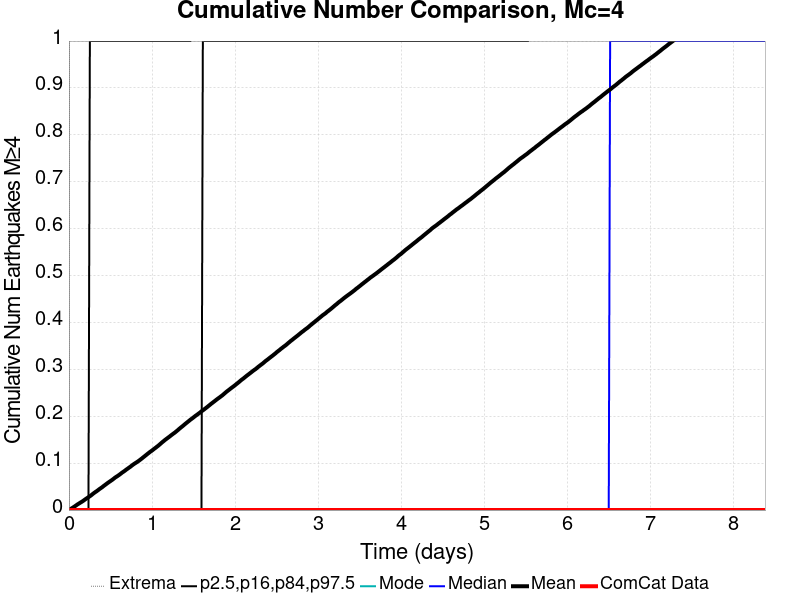 Cumulative Number Comparison, Mc=4
Cumulative Num Earthquakes M≥4
1
0.9
0.8
0.7
0.6
0.5
0.4
0.3
0.2
0.1
0
0 1 2 3 4 5 6 7 8
Time (days)
Extrema p2.5,p16,p84,p97.5 Mode Median Mean ComCat Data